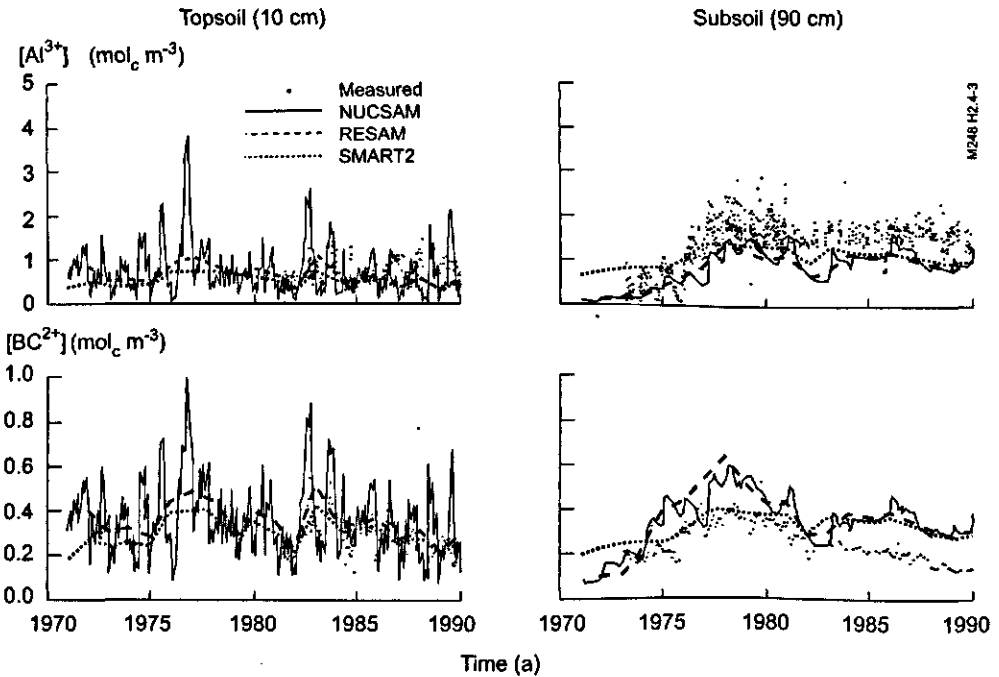 Topsoil (10 cm)
Subsoil (90 cm)
[Al³⁺] (mol_c m⁻³)
5
4
3
2
1
0
Measured
NUCSAM
RESAM
SMART2
M248 H2.4-3
[BC²⁺] (mol_c m⁻³)
1.0
0.8
0.6
0.4
0.2
0.0
1970 1975 1980 1985 1990
1970 1975 1980 1985 1990
Time (a)